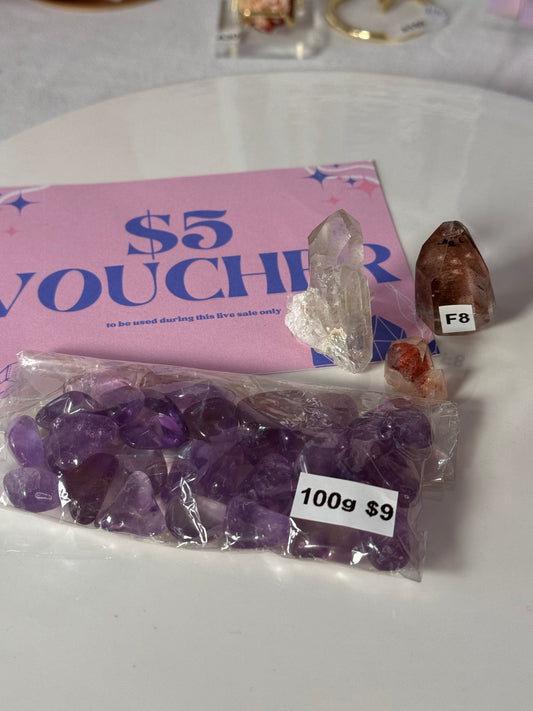 $5
VOUCHER
to be used during this live sale only
F8
100g $9